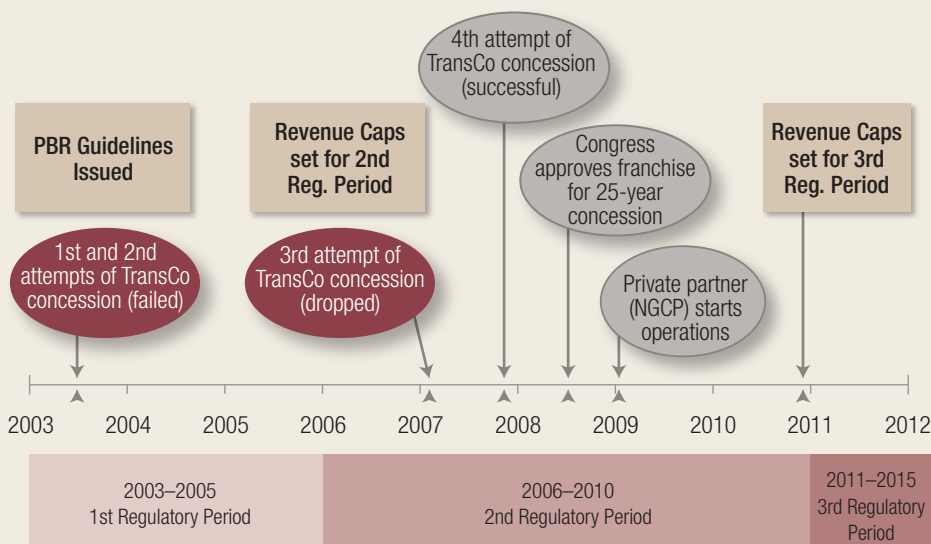 4th attempt of
TransCo concession
(successful)
PBR Guidelines
Issued
Revenue Caps
set for 2nd
Reg. Period
Congress
approves franchise
for 25-year
concession
Revenue Caps
set for 3rd
Reg. Period
1st and 2nd
attempts of TransCo
concession (failed)
3rd attempt of
TransCo concession
(dropped)
Private partner
(NGCP) starts
operations
2003 2004 2005 2006 2007 2008 2009 2010 2011 2012
2003–2005
1st Regulatory Period
2006–2010
2nd Regulatory Period
2011–2015
3rd Regulatory
Period